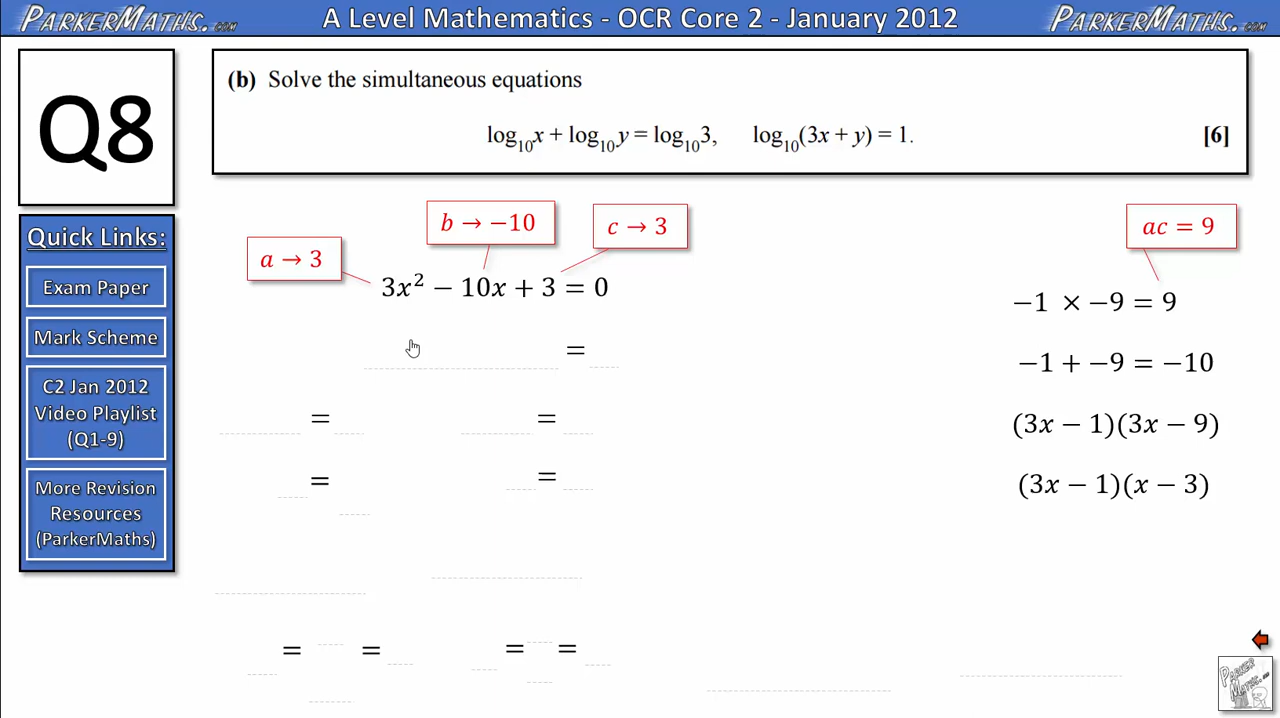 PARKERMATHS.COM
A Level Mathematics - OCR Core 2 - January 2012
PARKERMATHS.COM
Q8
(b) Solve the simultaneous equations
log₁₀x + log₁₀y = log₁₀3, log₁₀(3x + y) = 1.
[6]
Quick Links:
Exam Paper
Mark Scheme
C2 Jan 2012
Video Playlist
(Q1-9)
More Revision
Resources
(ParkerMaths)
a → 3
b → −10
c → 3
3x² − 10x + 3 = 0
=
= =
= =
= = = =
ac = 9
−1 × −9 = 9
−1 + −9 = −10
(3x − 1)(3x − 9)
(3x − 1)(x − 3)
PARKER
MATHS.COM